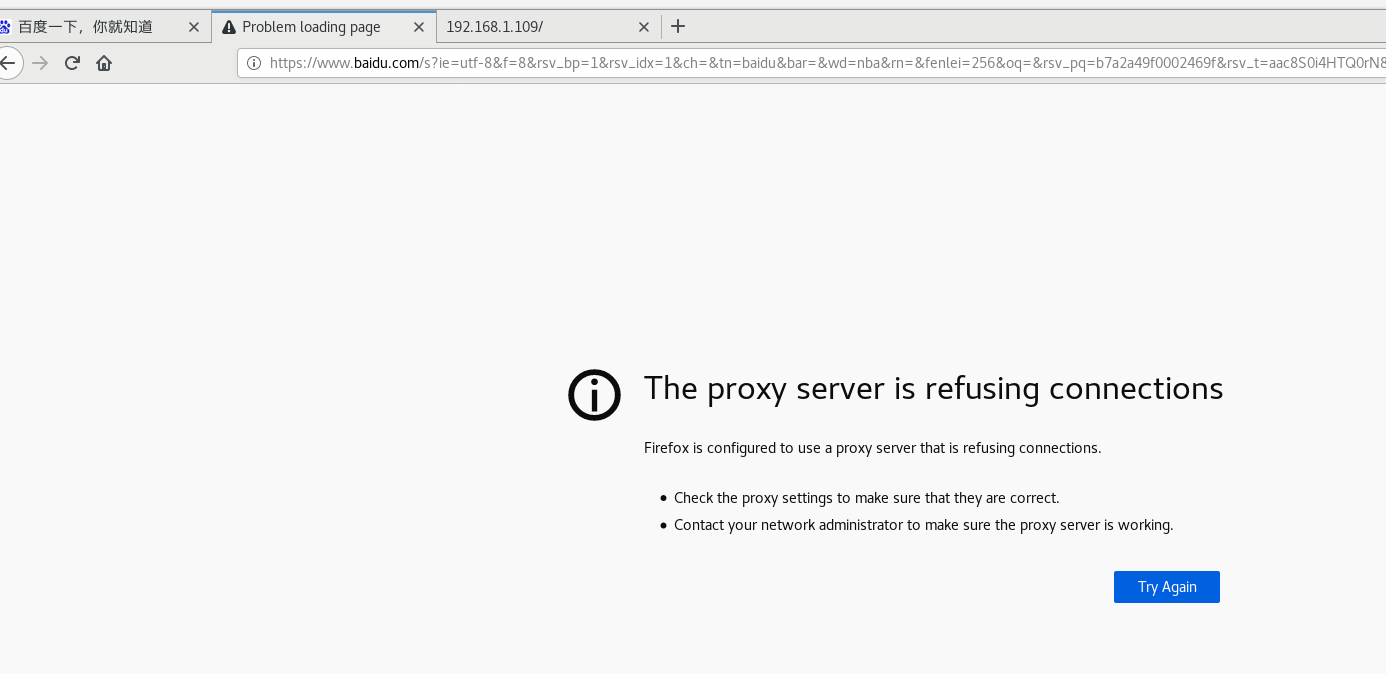 百度一下，你就知道
Problem loading page
192.168.1.109/
https://www.baidu.com/s?ie=utf-8&f=8&rsv_bp=1&rsv_idx=1&ch=&tn=baidu&bar=&wd=nba&rn=&fenlei=256&oq=&rsv_pq=b7a2a49f0002469f&rsv_t=aac8S0i4HTQ0rN8
The proxy server is refusing connections
Firefox is configured to use a proxy server that is refusing connections.
Check the proxy settings to make sure that they are correct.
Contact your network administrator to make sure the proxy server is working.
Try Again